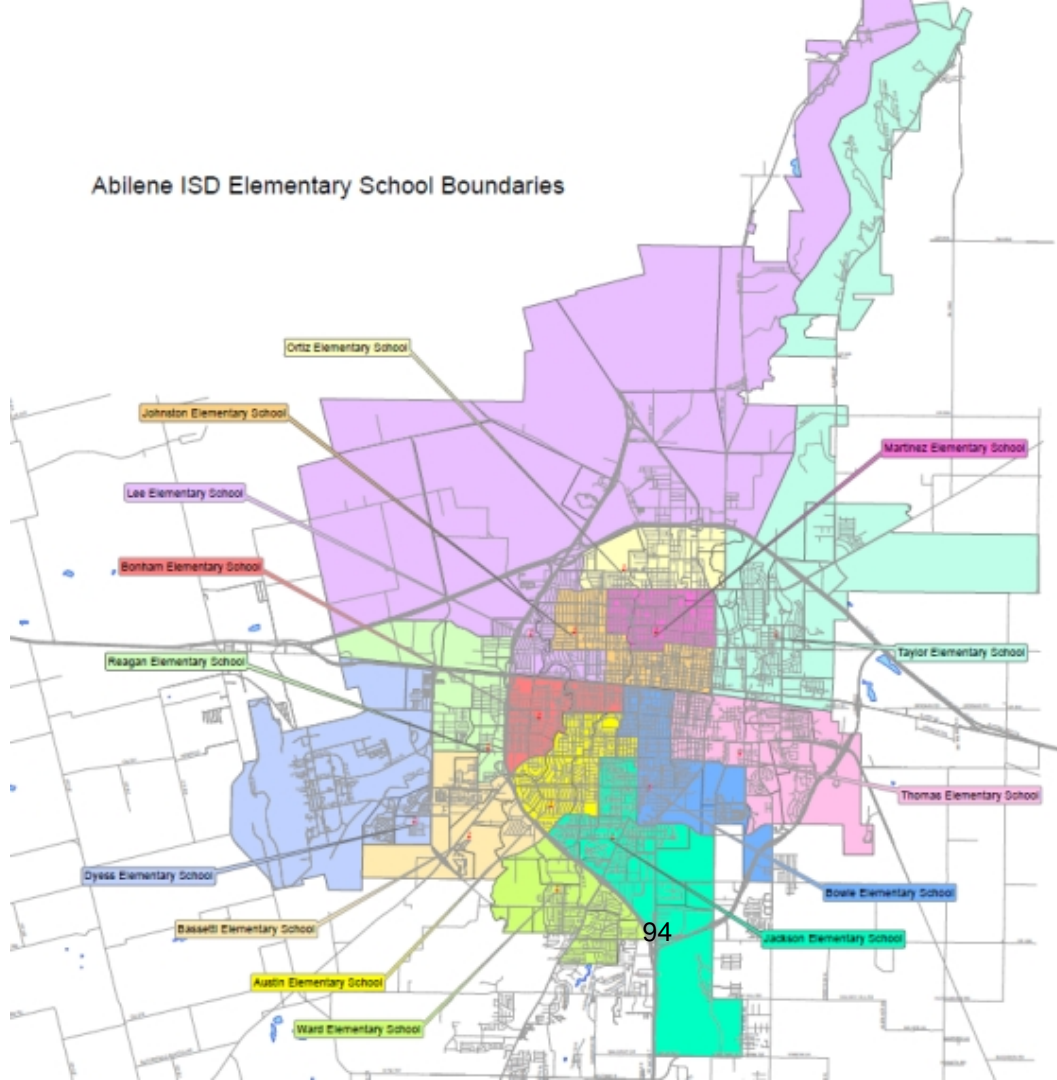 Abilene ISD Elementary School Boundaries
Ortiz Elementary School
Johnston Elementary School
Martinez Elementary School
Lee Elementary School
Bonham Elementary School
Reagan Elementary School
Taylor Elementary School
Thomas Elementary School
Dyess Elementary School
Bowie Elementary School
Bassetti Elementary School
94
Jackson Elementary School
Austin Elementary School
Ward Elementary School